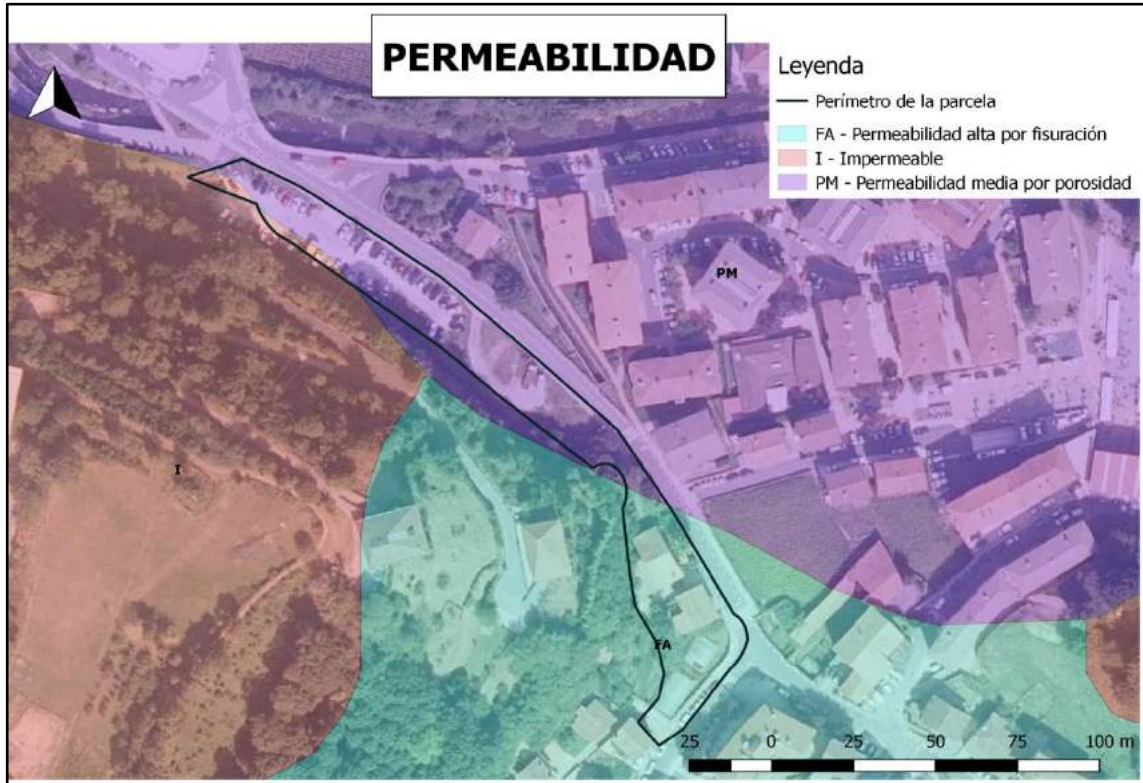 PERMEABILIDAD
Leyenda
Perímetro de la parcela
FA - Permeabilidad alta por fisuración
I - Impermeable
PM - Permeabilidad media por porosidad
PM
I
FA
25 0 25 50 75 100 m